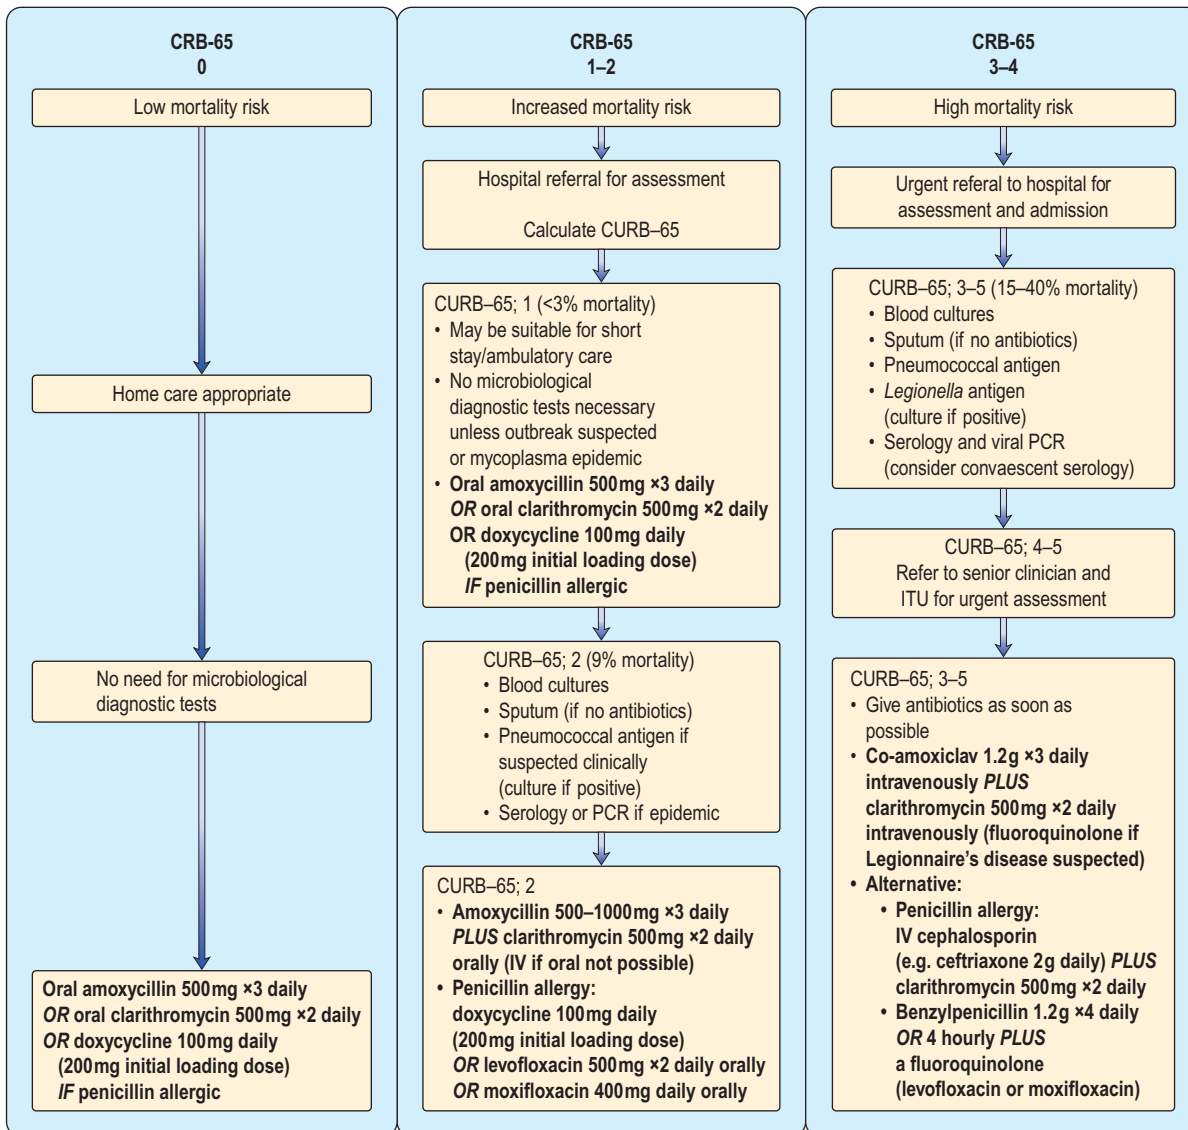 CRB-65
0
Low mortality risk
Home care appropriate
No need for microbiological
diagnostic tests
Oral amoxycillin 500mg ×3 daily
OR oral clarithromycin 500mg ×2 daily
OR doxycycline 100mg daily
(200mg initial loading dose)
IF penicillin allergic
CRB-65
1–2
Increased mortality risk
Hospital referral for assessment
Calculate CURB–65
CURB–65; 1 (<3% mortality)
• May be suitable for short
stay/ambulatory care
• No microbiological
diagnostic tests necessary
unless outbreak suspected
or mycoplasma epidemic
• Oral amoxycillin 500mg ×3 daily
OR oral clarithromycin 500mg ×2 daily
OR doxycycline 100mg daily
(200mg initial loading dose)
IF penicillin allergic
CURB–65; 2 (9% mortality)
• Blood cultures
• Sputum (if no antibiotics)
• Pneumococcal antigen if
suspected clinically
(culture if positive)
• Serology or PCR if epidemic
CURB–65; 2
• Amoxycillin 500–1000mg ×3 daily
PLUS clarithromycin 500mg ×2 daily
orally (IV if oral not possible)
• Penicillin allergy:
doxycycline 100mg daily
(200mg initial loading dose)
OR levofloxacin 500mg ×2 daily orally
OR moxifloxacin 400mg daily orally
CRB-65
3–4
High mortality risk
Urgent referral to hospital for
assessment and admission
CURB–65; 3–5 (15–40% mortality)
• Blood cultures
• Sputum (if no antibiotics)
• Pneumococcal antigen
• Legionella antigen
(culture if positive)
• Serology and viral PCR
(consider convaescent serology)
CURB–65; 4–5
Refer to senior clinician and
ITU for urgent assessment
CURB–65; 3–5
• Give antibiotics as soon as
possible
• Co-amoxiclav 1.2g ×3 daily
intravenously PLUS
clarithromycin 500mg ×2 daily
intravenously (fluoroquinolone if
Legionnaire's disease suspected)
• Alternative:
• Penicillin allergy:
IV cephalosporin
(e.g. ceftriaxone 2g daily) PLUS
clarithromycin 500mg ×2 daily
• Benzylpenicillin 1.2g ×4 daily
OR 4 hourly PLUS
a fluoroquinolone
(levofloxacin or moxifloxacin)